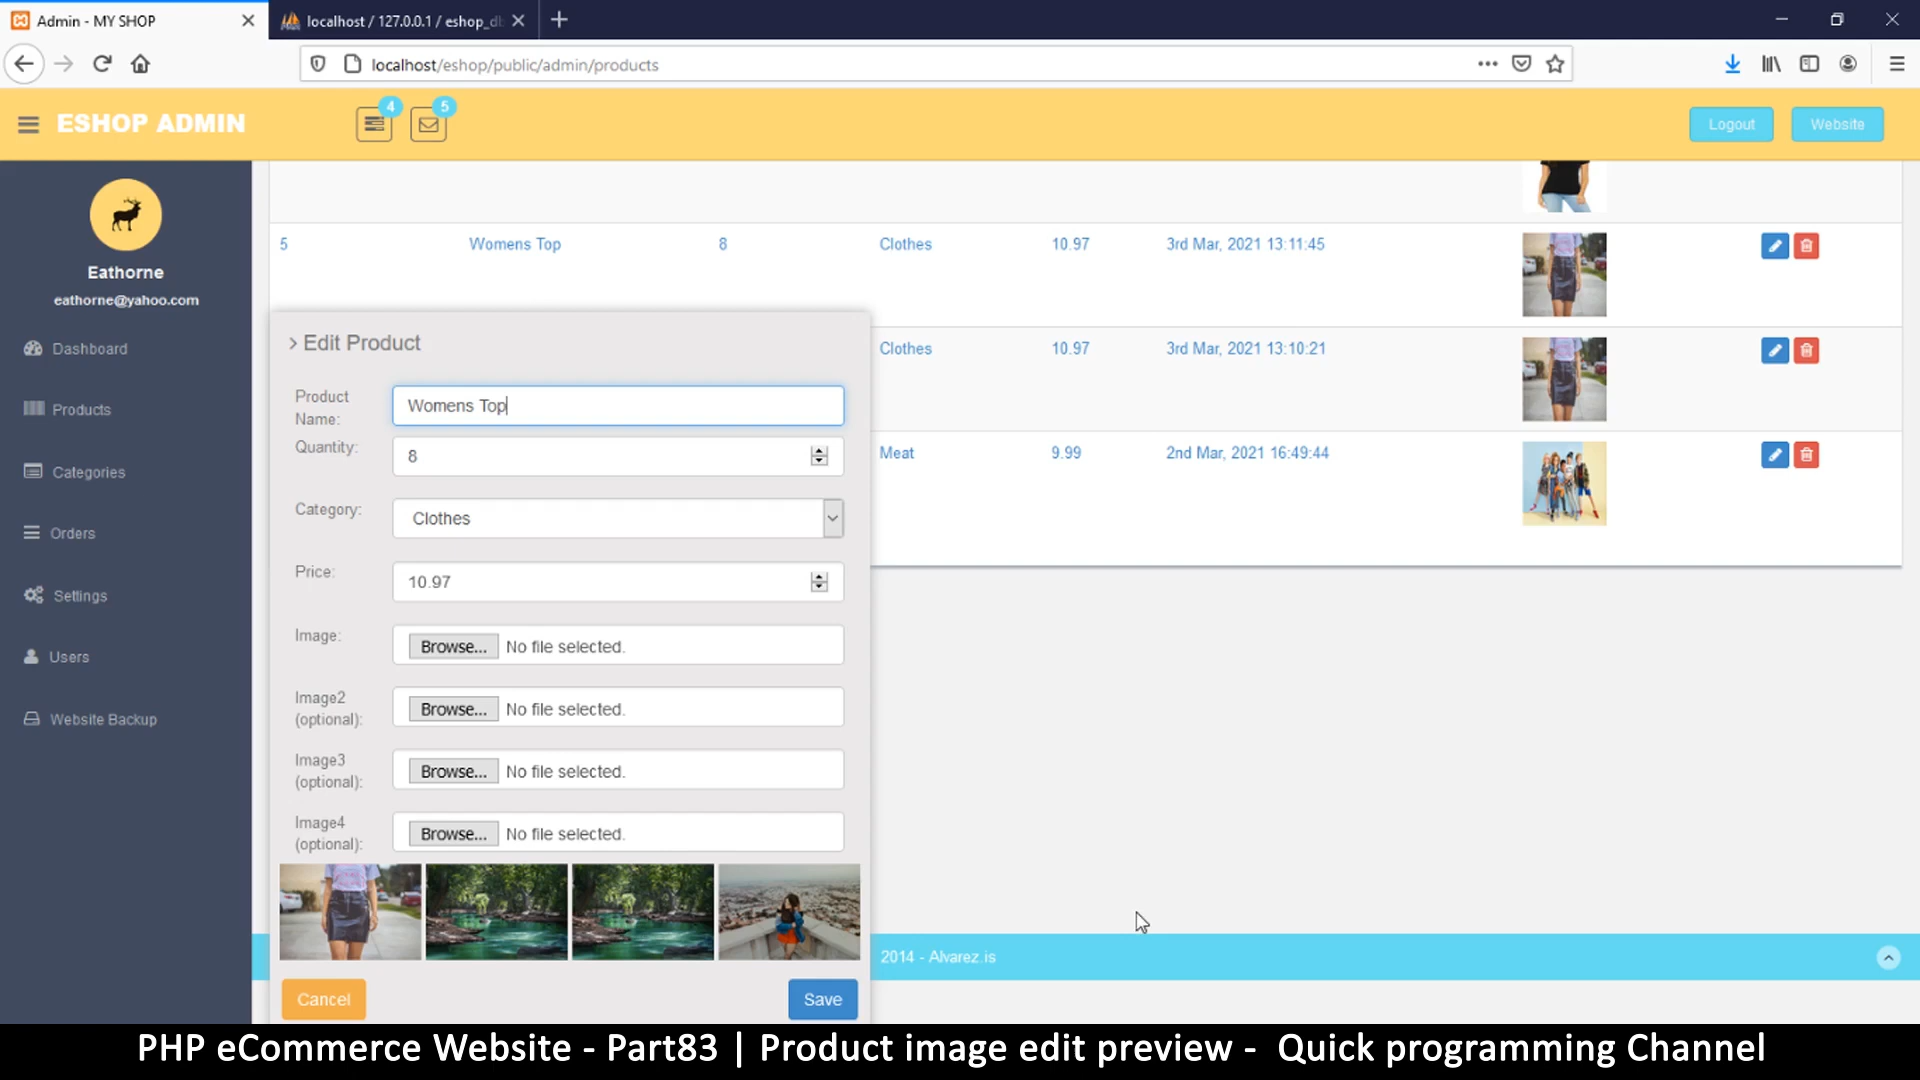 Admin - MY SHOP
localhost / 127.0.0.1 / eshop_d
localhost/eshop/public/admin/products
ESHOP ADMIN
4
5
Logout
Website
Eathorne
eathorne@yahoo.com
Dashboard
Products
Categories
Orders
Settings
Users
Website Backup
5 Womens Top 8 Clothes 10.97 3rd Mar, 2021 13:11:45
Clothes 10.97 3rd Mar, 2021 13:10:21
Meat 9.99 2nd Mar, 2021 16:49:44
> Edit Product
Product
Name:
Womens Top
Quantity:
8
Category:
Clothes
Price:
10.97
Image:
Browse... No file selected.
Image2
(optional):
Browse... No file selected.
Image3
(optional):
Browse... No file selected.
Image4
(optional):
Browse... No file selected.
Cancel
Save
2014 - Alvarez.is
PHP eCommerce Website - Part83 | Product image edit preview - Quick programming Channel